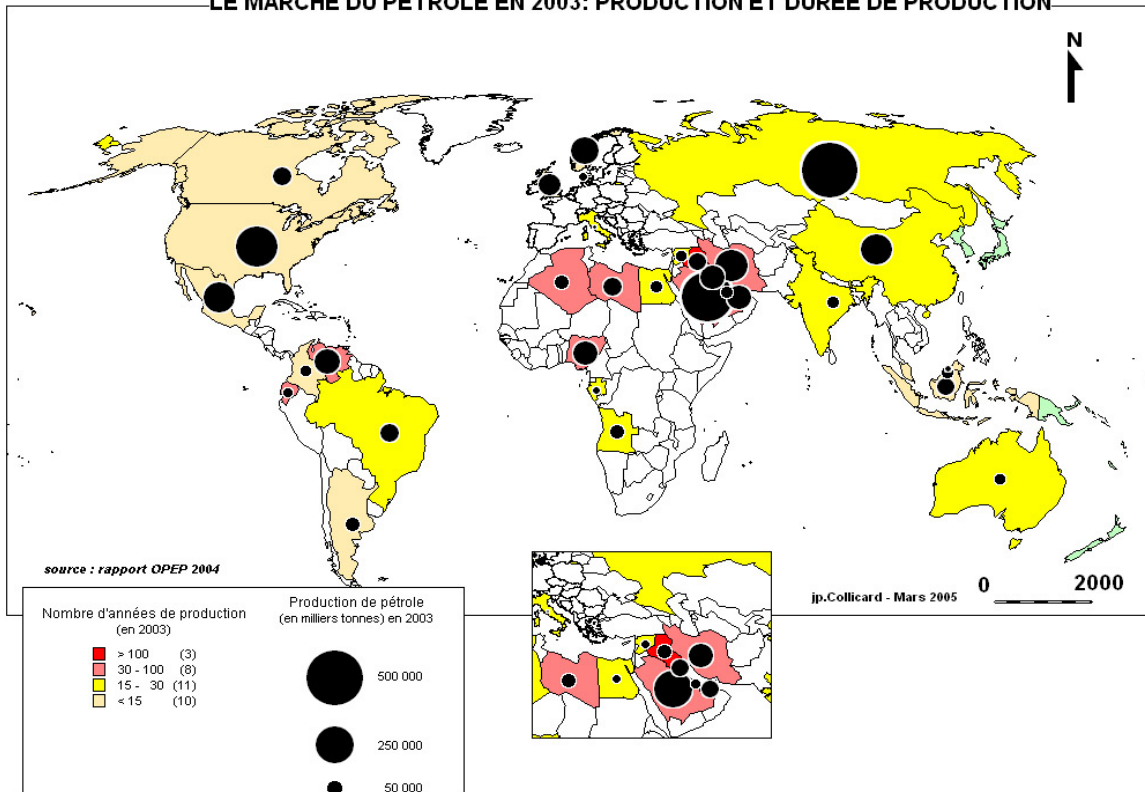 LE MARCHE DU PETROLE EN 2003: PRODUCTION ET DUREE DE PRODUCTION
N
source : rapport OPEP 2004
jp.Collicard - Mars 2005
0 2000
Nombre d'années de production
(en 2003)
> 100 (3)
30 - 100 (8)
15 - 30 (11)
< 15 (10)
Production de pétrole
(en milliers tonnes) en 2003
500 000
250 000
50 000